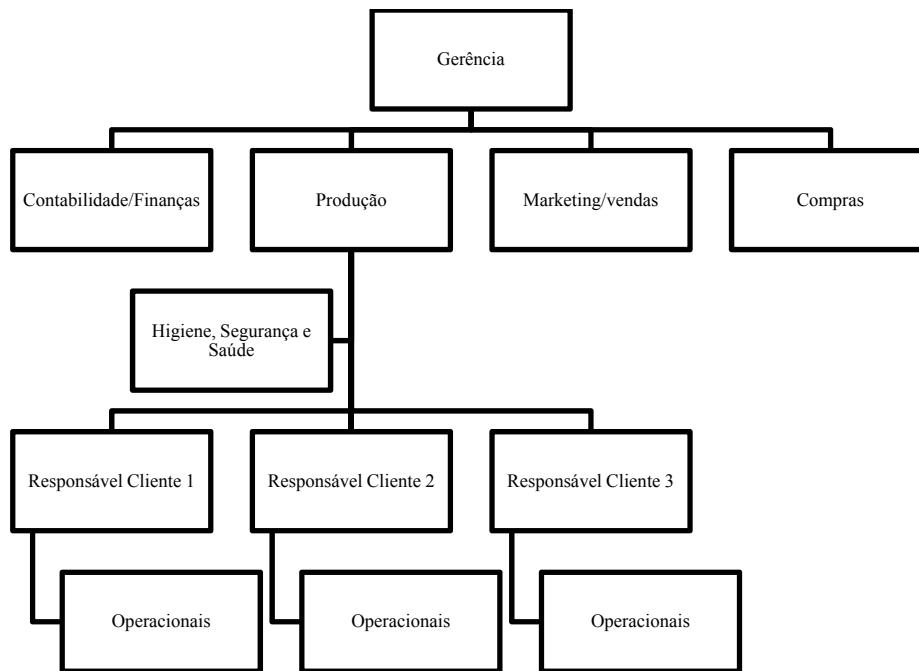 Gerência
Contabilidade/Finanças
Produção
Marketing/vendas
Compras
Higiene, Segurança e
Saúde
Responsável Cliente 1
Responsável Cliente 2
Responsável Cliente 3
Operacionais
Operacionais
Operacionais